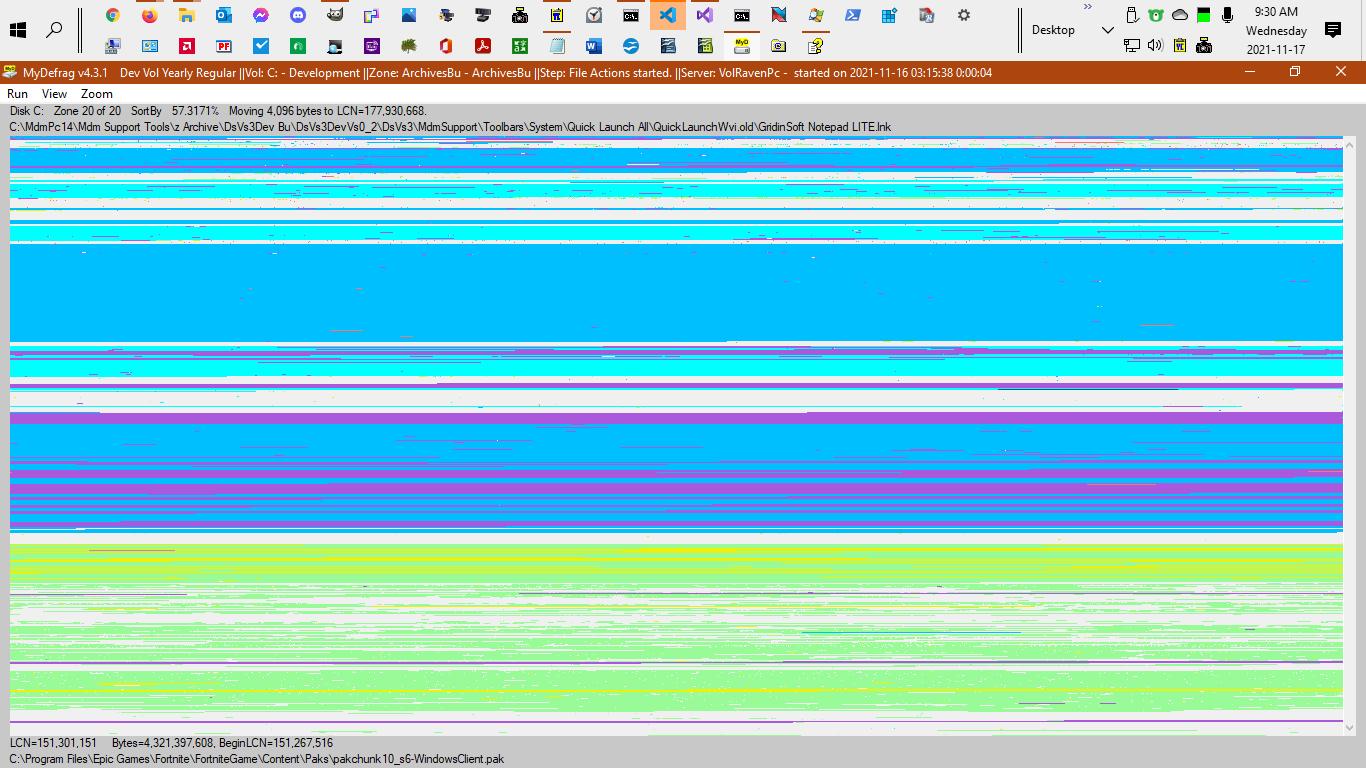 9:30 AM
Desktop
Wednesday
2021-11-17
MyDefrag v4.3.1    Dev Vol Yearly Regular ||Vol: C: - Development ||Zone: ArchivesBu - ArchivesBu ||Step: File Actions started. ||Server: VolRavenPc -  started on 2021-11-16 03:15:38 0:00:04
Run View Zoom
Disk C:   Zone 20 of 20   SortBy   57.3171%   Moving 4,096 bytes to LCN=177,930,668.
C:\MdmPc14\Mdm Support Tools\z Archive\DsVs3Dev Bu\DsVs3DevVs0_2\DsVs3\MdmSupport\Toolbars\System\Quick Launch All\QuickLaunchWvi.old\GridinSoft Notepad LITE.lnk
LCN=151,301,151    Bytes=4,321,397,608, BeginLCN=151,267,516
C:\Program Files\Epic Games\Fortnite\FortniteGame\Content\Paks\pakchunk10_s6-WindowsClient.pak